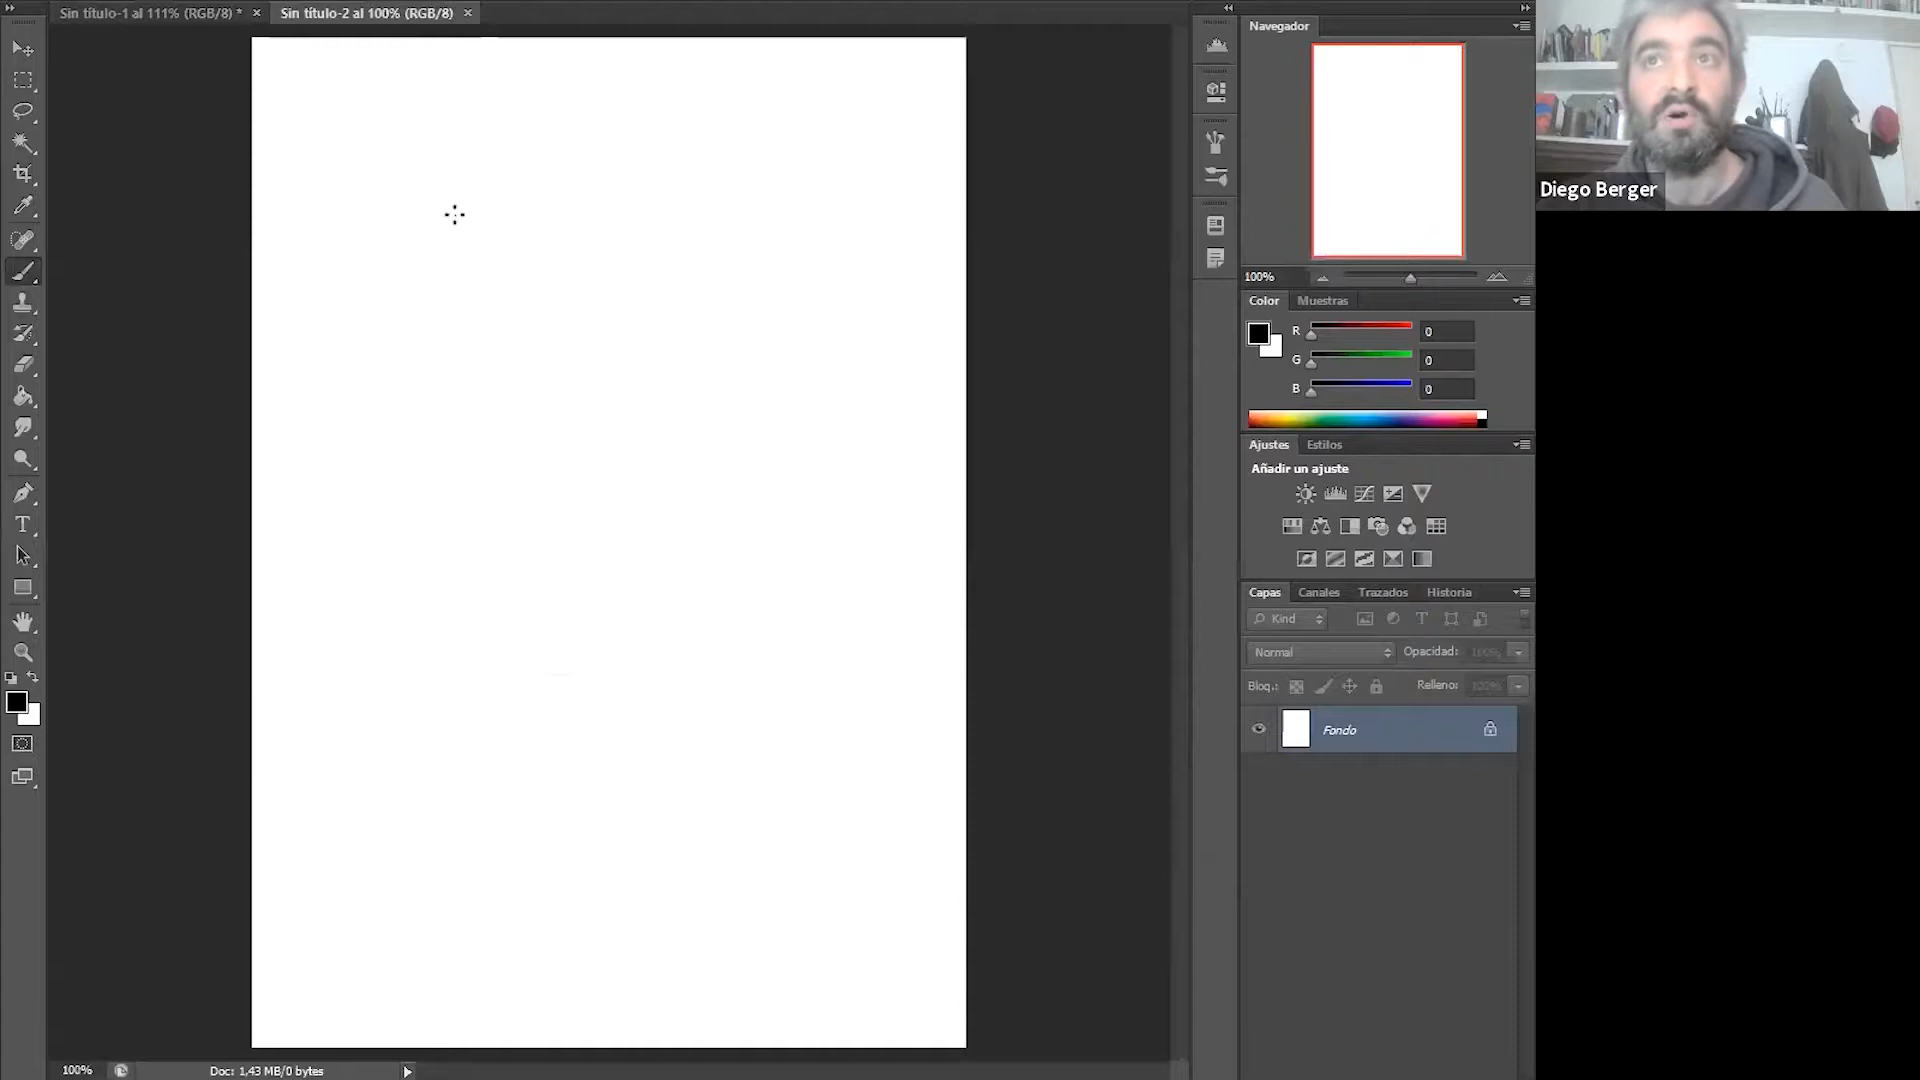 Sin título-1 al 111% (RGB/8) *
Sin título-2 al 100% (RGB/8)
Navegador
100%
Color
Muestras
R
0
G
0
B
0
Ajustes
Estilos
Añadir un ajuste
Capas
Canales
Trazados
Historia
Kind
Normal
Opacidad:
100%
Bloq.:
Relleno:
100%
Fondo
100%
Doc: 1,43 MB/0 bytes
Diego Berger